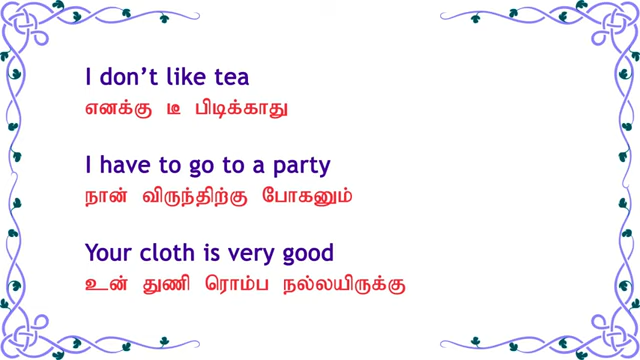 I don’t like tea
எனக்கு டீ பிடிக்காது
I have to go to a party
நான் விருந்திற்கு போகனும்
Your cloth is very good
உன் துணி ரொம்ப நல்லயிருக்கு